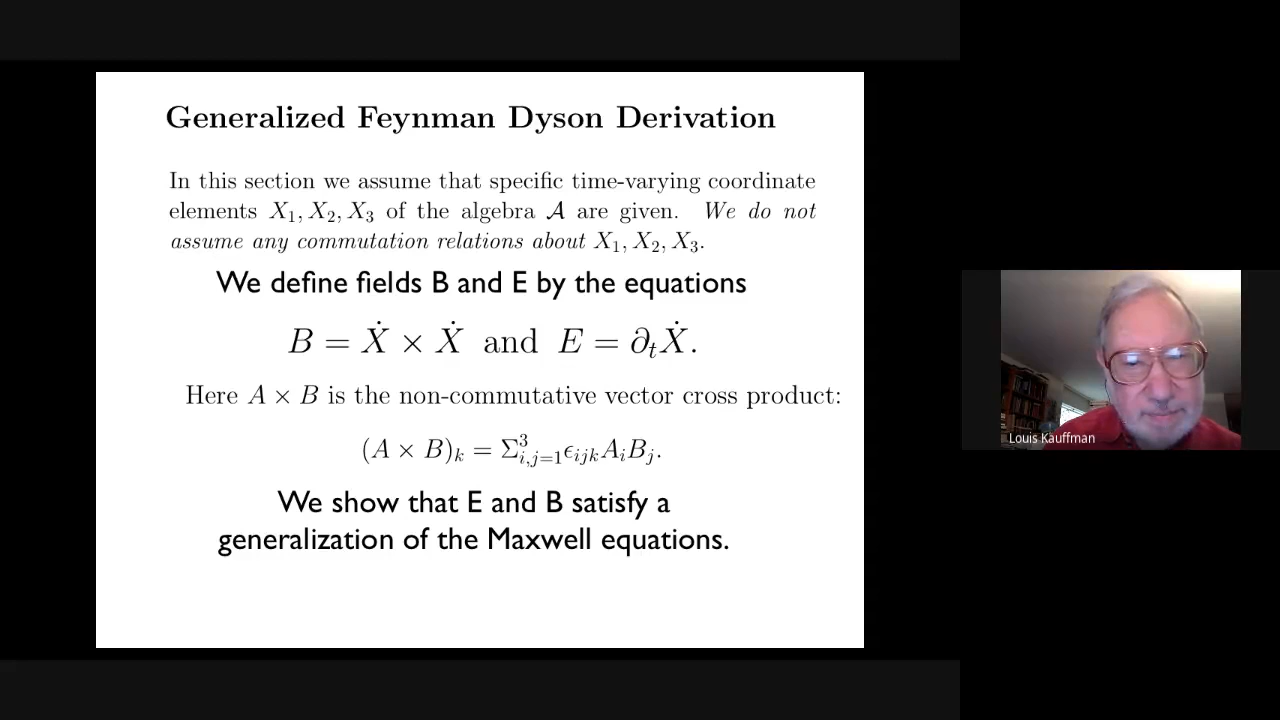 Generalized Feynman Dyson Derivation
In this section we assume that specific time-varying coordinate
elements X₁, X₂, X₃ of the algebra 𝒜 are given. We do not
assume any commutation relations about X₁, X₂, X₃.
We define fields B and E by the equations
B = Ẋ × Ẋ and E = ∂ₜẊ.
Here A × B is the non-commutative vector cross product:
(A × B)ₖ = Σ³ᵢ,ⱼ₌₁ϵᵢⱼₖAᵢBⱼ.
We show that E and B satisfy a
generalization of the Maxwell equations.
Louis Kauffman